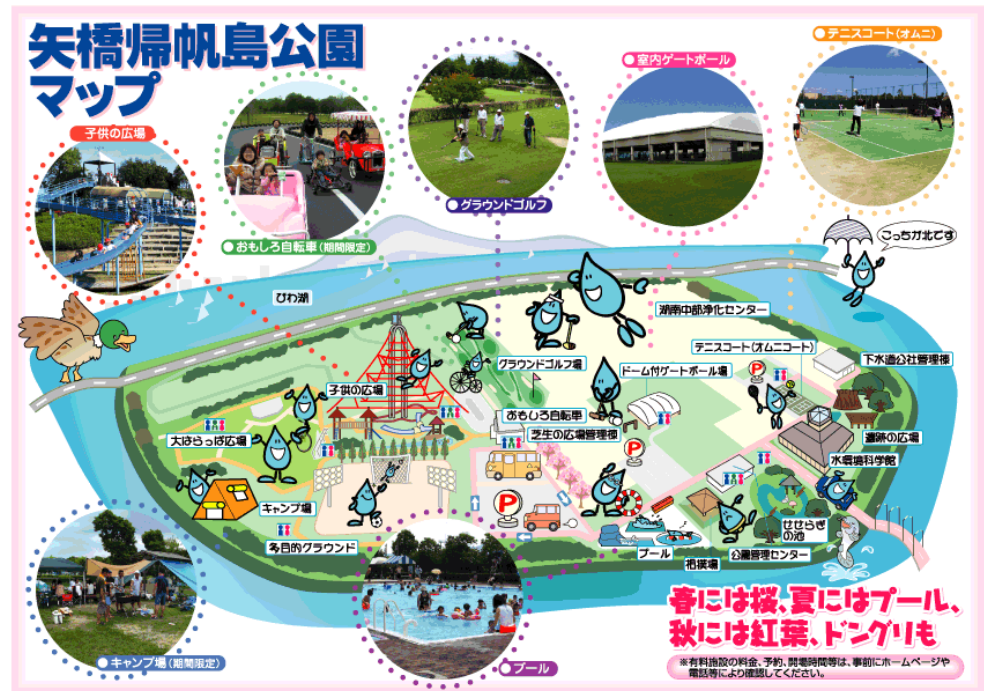 矢橋帰帆島公園
マップ
●テニスコート(オムニ)
●室内ゲートボール
子供の広場
●グラウンドゴルフ
●おもしろ自転車(期間限定)
こっちが北です
びわ湖
湖南中部浄化センター
テニスコート(オムニコート)
下水道公社管理棟
グラウンドゴルフ場
ドーム付ゲートボール場
子供の広場
おもしろ自転車
芝生の広場管理棟
大はらっぱ広場
遺跡の広場
水環境科学館
P
P
P
キャンプ場
せせらぎ
の池
多目的グラウンド
プール
公園管理センター
相撲場
春には桜、夏にはプール、
秋には紅葉、ドングリも
●キャンプ場(期間限定)
●プール
※有料施設の料金、予約、開場時間等は、事前にホームページや
電話等により確認してください。